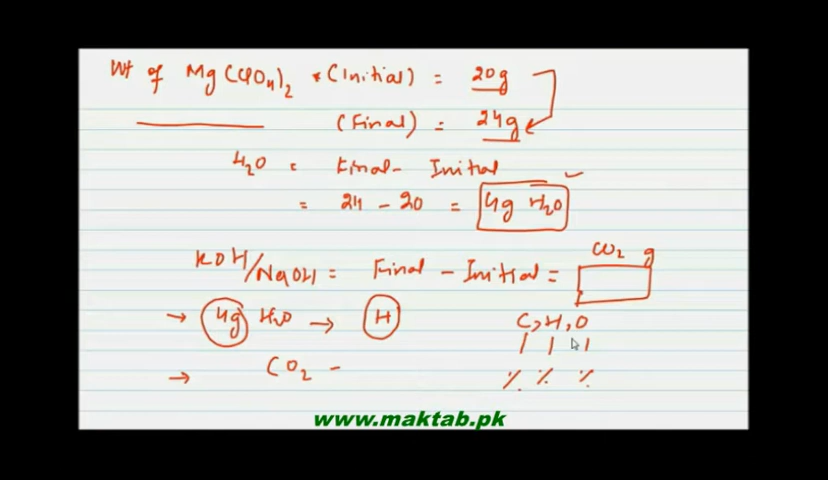 Wt of Mg(ClO4)2 • (Initial) = 20g
(Final) = 24g
H2O = Final - Initial
= 24 - 20 = 4g H2O
CO2 g
KOH/NaOH = Final - Initial =
→ 4g H2O → H
C, H, O
→ CO2 -
% % %
www.maktab.pk